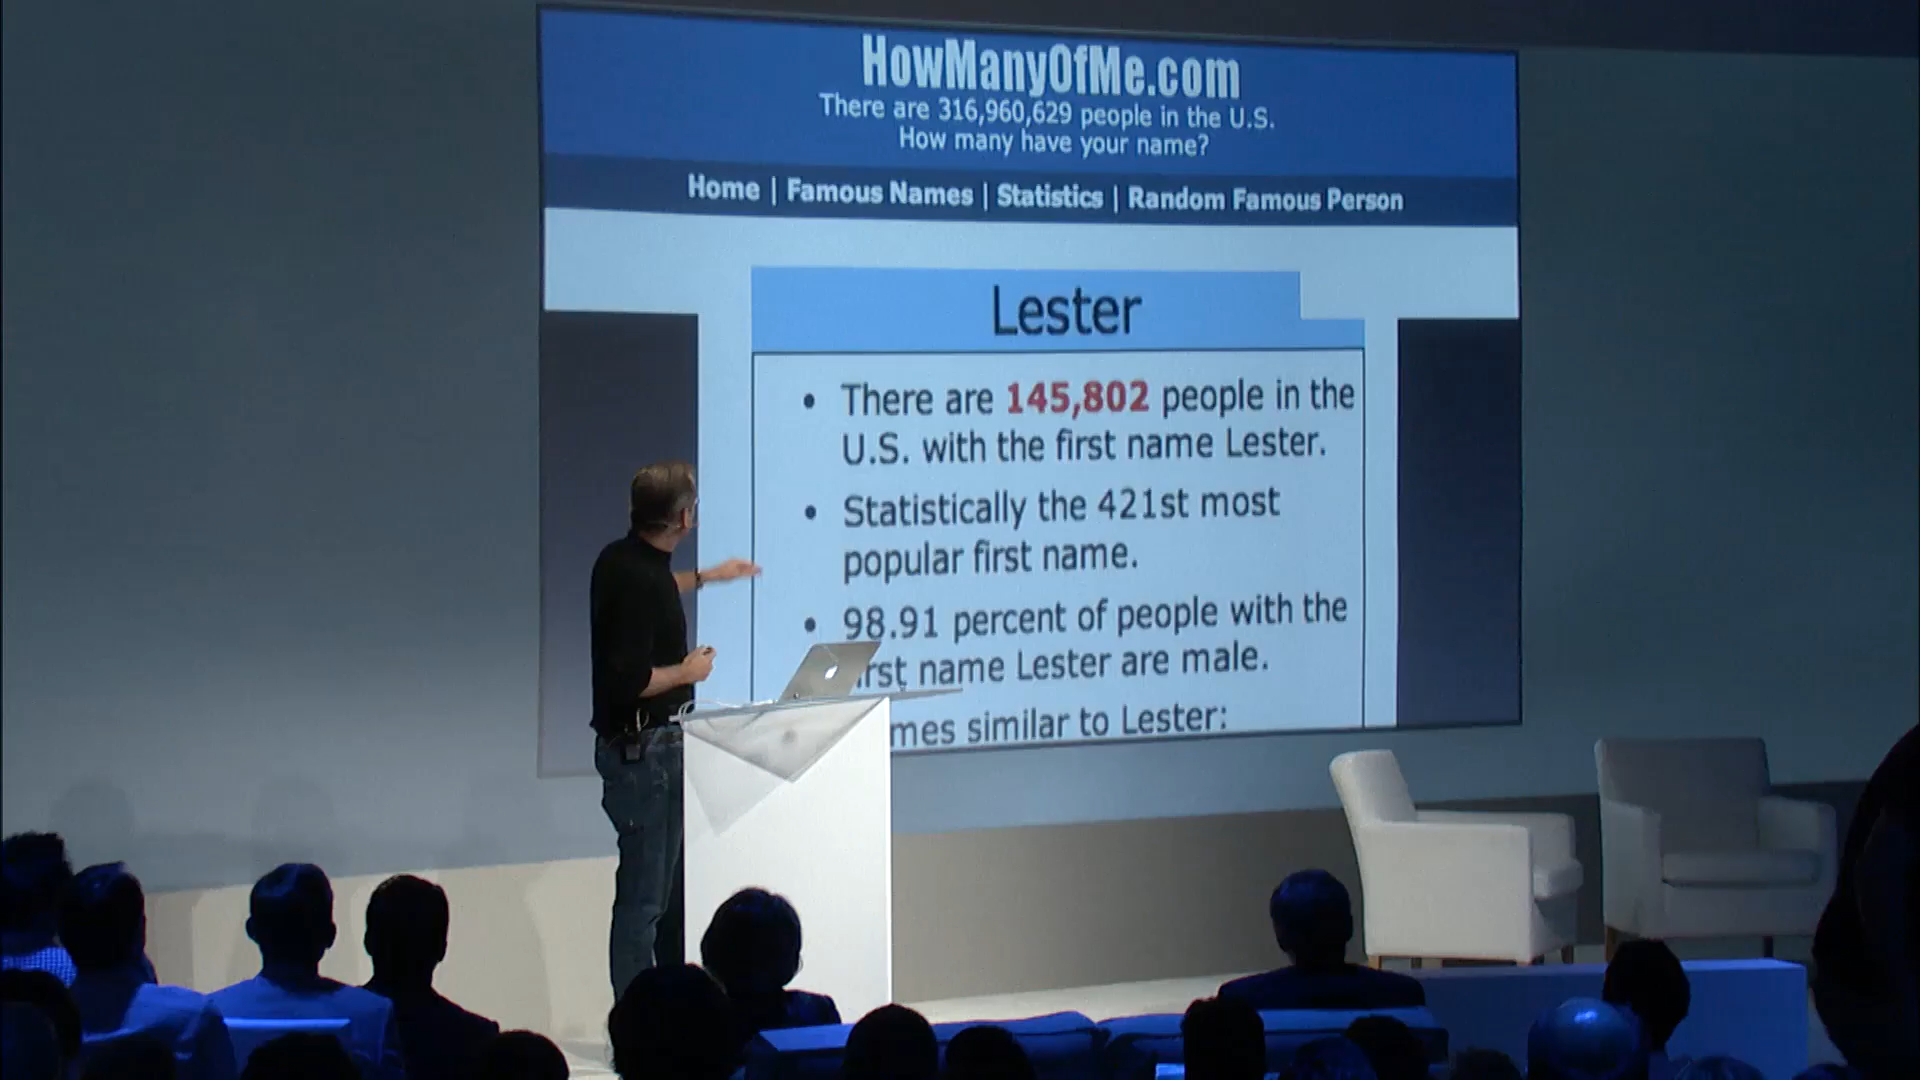 HowManyOfMe.com
There are 316,960,629 people in the U.S.
How many have your name?
Home | Famous Names | Statistics | Random Famous Person
Lester
• There are 145,802 people in the
U.S. with the first name Lester.
• Statistically the 421st most
popular first name.
• 98.91 percent of people with the
rst name Lester are male.
mes similar to Lester: